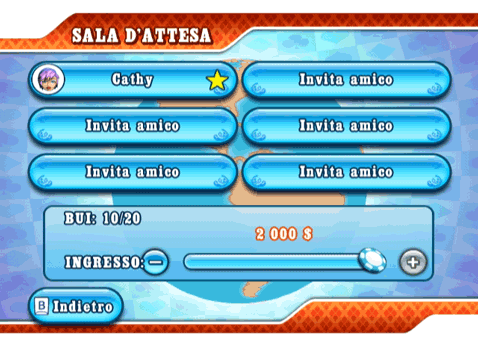 SALA D'ATTESA
Cathy
Invita amico
Invita amico
Invita amico
Invita amico
Invita amico
BUI: 10/20
2 000 $
INGRESSO:
B Indietro